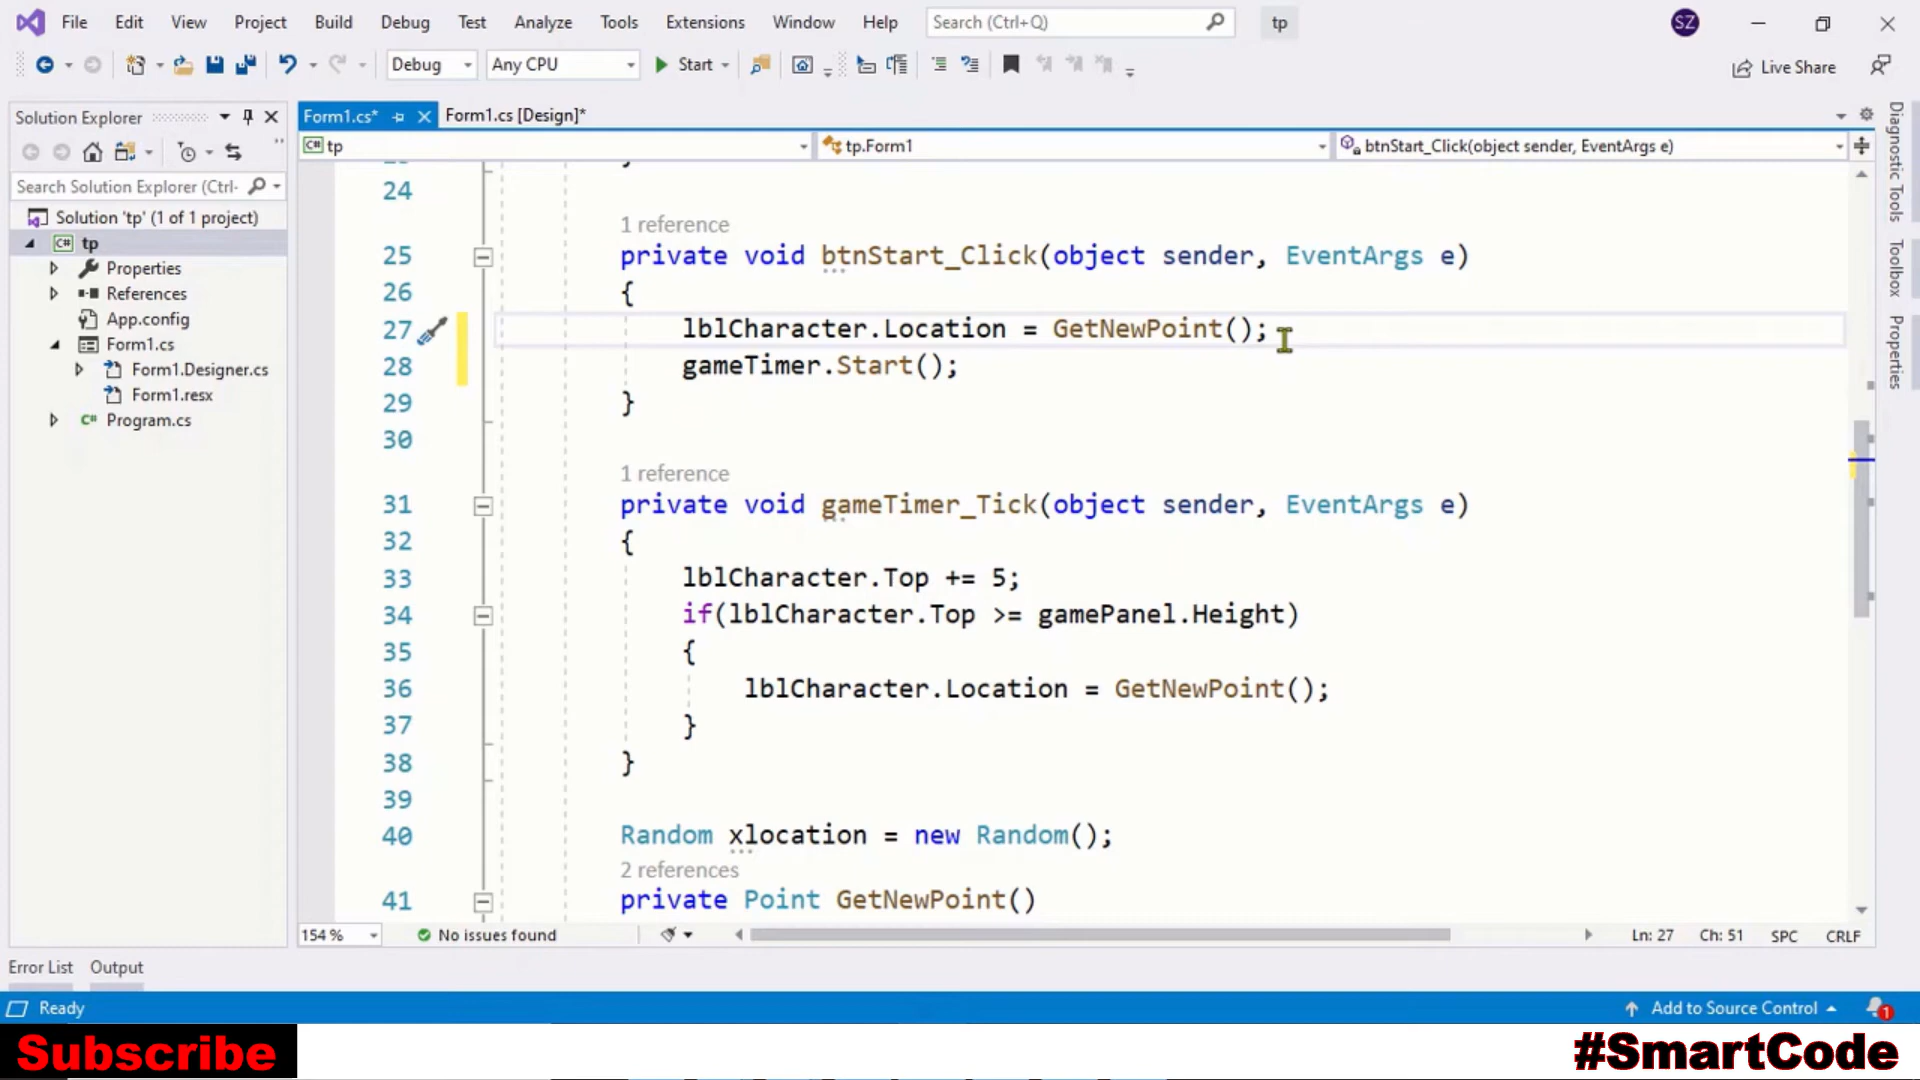 File Edit View Project Build Debug Test Analyze Tools Extensions Window Help Search (Ctrl+Q) tp SZ
Debug Any CPU Start Live Share
Solution Explorer
Form1.cs* Form1.cs [Design]*
C# tp tp.Form1 btnStart_Click(object sender, EventArgs e)
Search Solution Explorer (Ctrl-
Solution 'tp' (1 of 1 project)
C# tp
Properties
References
App.config
Form1.cs
Form1.Designer.cs
Form1.resx
C# Program.cs
24
1 reference
25 private void btnStart_Click(object sender, EventArgs e)
26 {
27 lblCharacter.Location = GetNewPoint();
28 gameTimer.Start();
29 }
30
1 reference
31 private void gameTimer_Tick(object sender, EventArgs e)
32 {
33 lblCharacter.Top += 5;
34 if(lblCharacter.Top >= gamePanel.Height)
35 {
36 lblCharacter.Location = GetNewPoint();
37 }
38 }
39
40 Random xlocation = new Random();
2 references
41 private Point GetNewPoint()
Diagnostic Tools
Toolbox
Properties
154 % No issues found Ln: 27 Ch: 51 SPC CRLF
Error List Output
Ready Add to Source Control 1
Subscribe #SmartCode